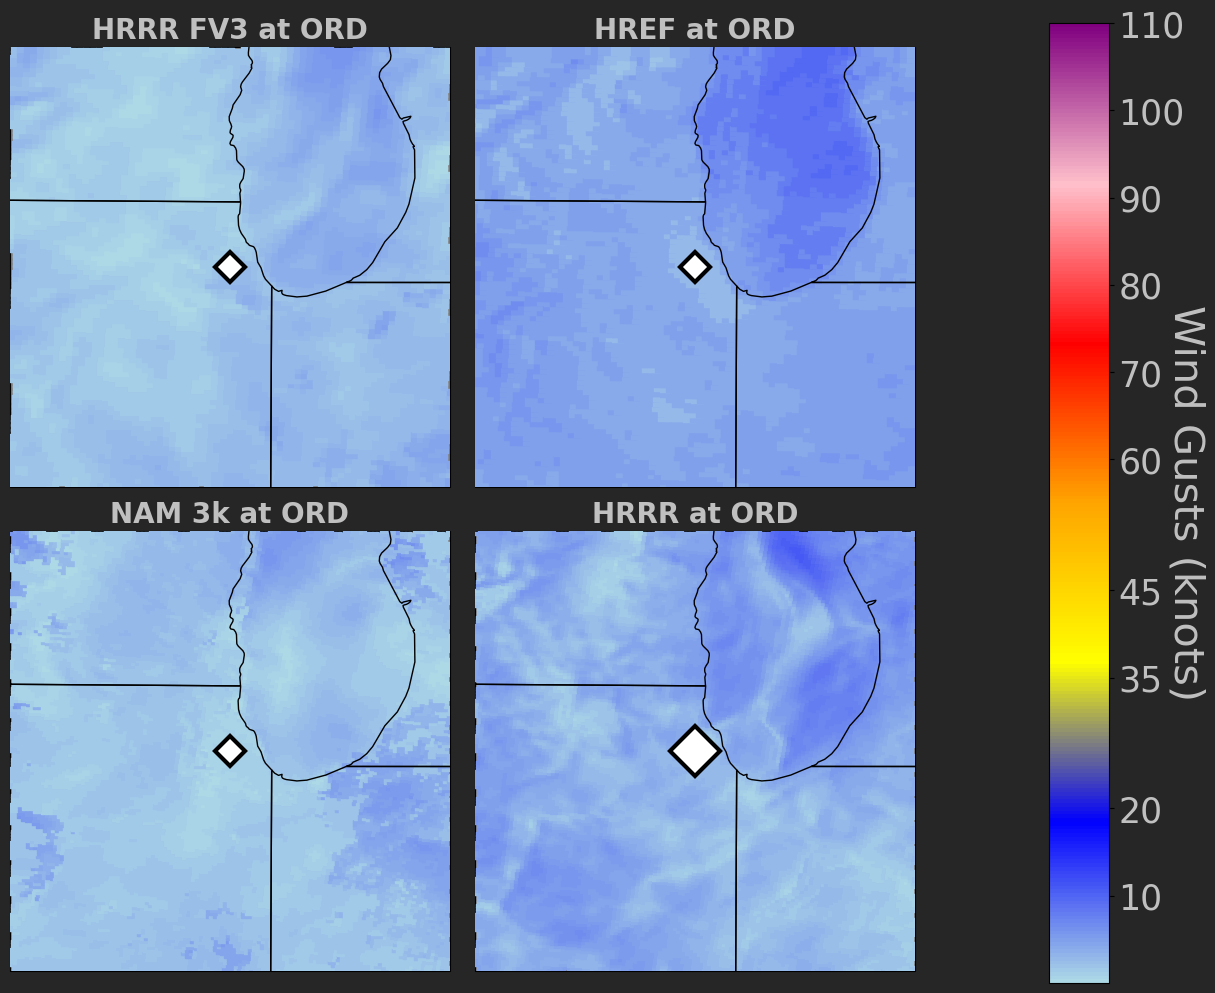 HRRR FV3 at ORD
HREF at ORD
NAM 3k at ORD
HRRR at ORD
110
100
90
80
70
60
45
35
20
10
Wind Gusts (knots)